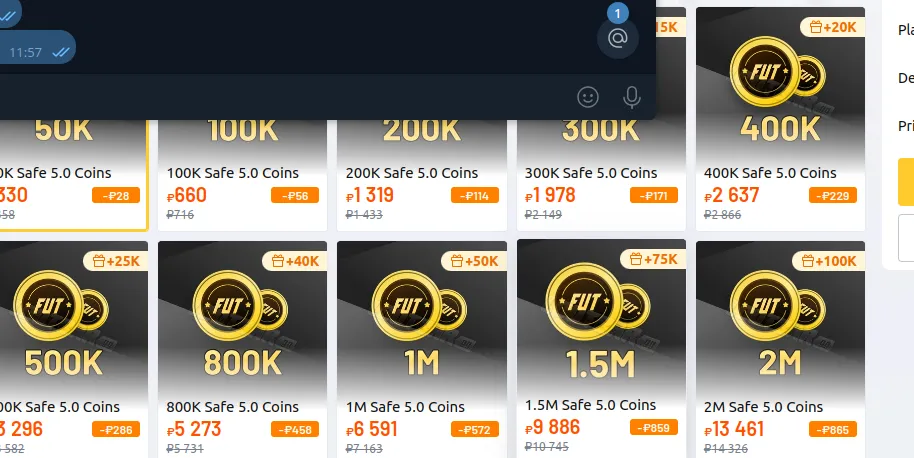 1
11:57
@
Pla
De
Pri
15K
+20K
50K
100K
200K
300K
FUT
400K
0K Safe 5.0 Coins
100K Safe 5.0 Coins
200K Safe 5.0 Coins
300K Safe 5.0 Coins
400K Safe 5.0 Coins
330
-₽28
₽660
-₽56
₽1 319
-₽114
₽1 978
-₽171
₽2 637
-₽229
358
₽716
₽1 433
₽2 149
₽2 866
+25K
+40K
+50K
+75K
+100K
FUT
FUT
FUT
FUT
FUT
500K
800K
1M
1.5M
2M
00K Safe 5.0 Coins
800K Safe 5.0 Coins
1M Safe 5.0 Coins
1.5M Safe 5.0 Coins
2M Safe 5.0 Coins
3 296
-₽286
₽5 273
-₽458
₽6 591
-₽572
₽9 886
-₽859
₽13 461
-₽865
3 582
₽5 731
₽7 163
₽10 745
₽14 326